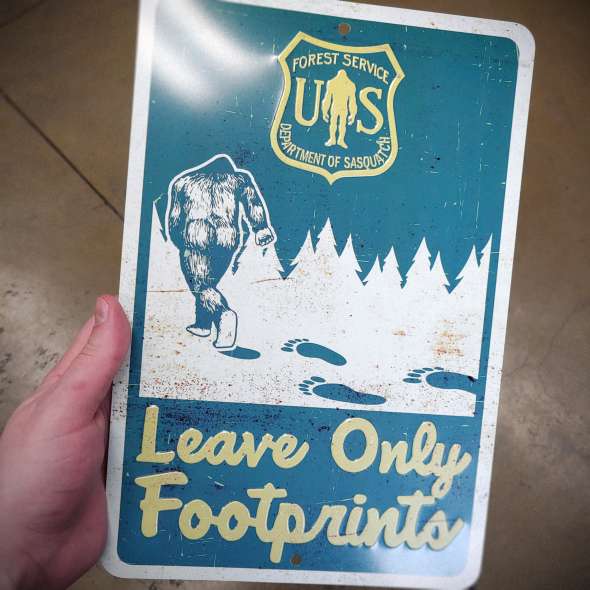 FOREST SERVICE
US
DEPARTMENT OF SASQUATCH
Leave Only
Footprints